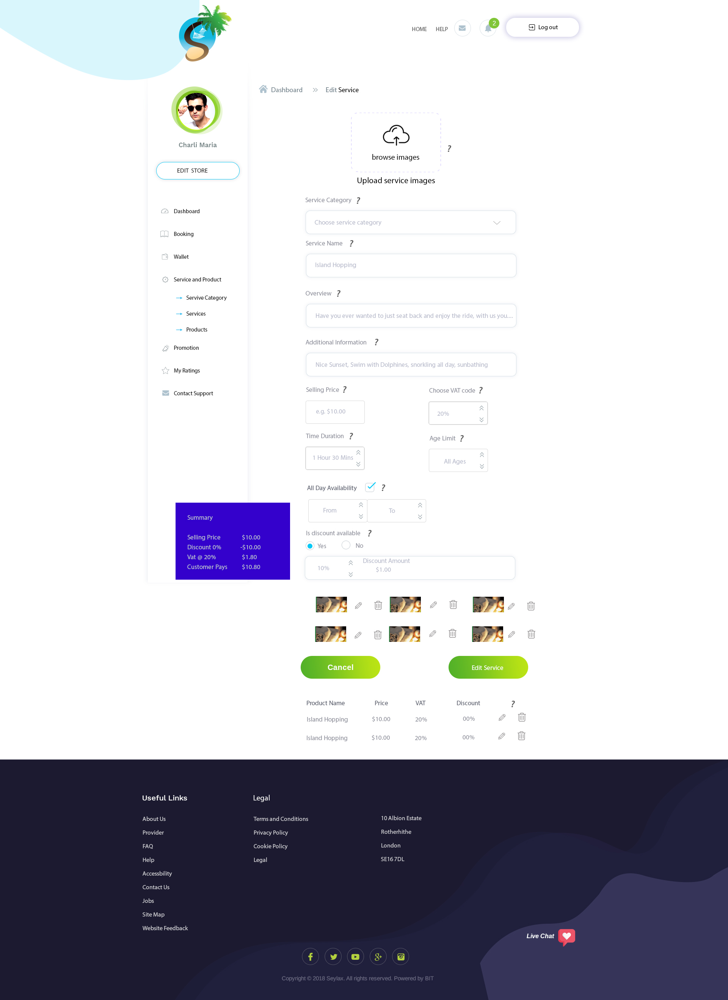 HOME HELP 2 Log out
Dashboard Edit Service
Charli Maria
EDIT STORE
Dashboard
Booking
Wallet
Service and Product
Servive Category
Services
Products
Promotion
My Ratings
Contact Support
browse images
?
Upload service images
Service Category ?
Choose service category
Service Name ?
Island Hopping
Overview ?
Have you ever wanted to just seat back and enjoy the ride, with us you....
Additional Information ?
Nice Sunset, Swim with Dolphines, snorkling all day, sunbathing
Selling Price ? Choose VAT code ?
e.g. $10.00 20%
Time Duration ? Age Limit ?
1 Hour 30 Mins All Ages
All Day Availability ?
From To
Is discount available ?
Yes No
10% Discount Amount
$1.00
Summary
Selling Price $10.00
Discount 0% -$10.00
Vat @ 20% $1.80
Customer Pays $10.80
Cancel Edit Service
Product Name Price VAT Discount ?
Island Hopping $10.00 20% 00%
Island Hopping $10.00 20% 00%
Useful Links
About Us
Provider
FAQ
Help
Accessbility
Contact Us
Jobs
Site Map
Website Feedback
Legal
Terms and Conditions
Privacy Policy
Cookie Policy
Legal
10 Albion Estate
Rotherhithe
London
SE16 7DL
Live Chat
Copyright © 2018 Seylax. All rights reserved. Powered by BIT